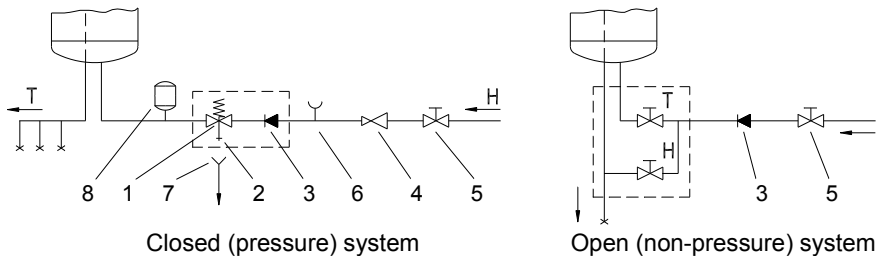 T
H
T
H
8 1 7 2 3 6 4 5
3 5
Closed (pressure) system
Open (non-pressure) system